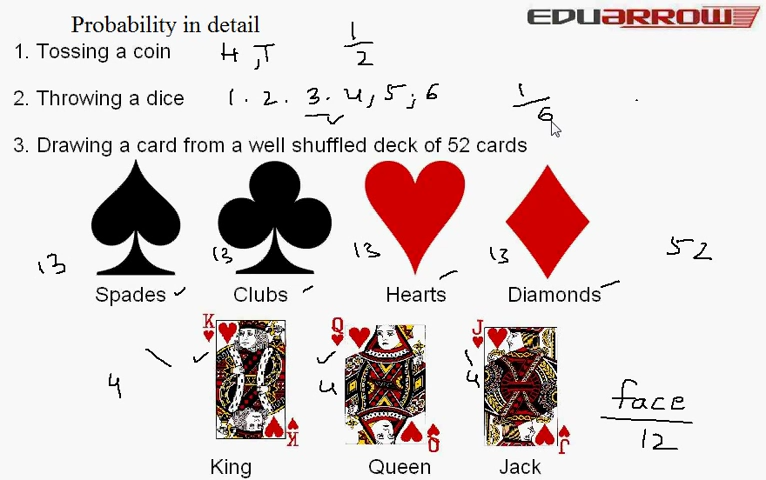 Probability in detail
EDUARROW
1. Tossing a coin H, T 1/2
2. Throwing a dice 1. 2. 3. 4, 5, 6 1/6
3. Drawing a card from a well shuffled deck of 52 cards
13 13 13 13 52
Spades Clubs Hearts Diamonds
K Q J
4 4 4 face
12
K Q J
King Queen Jack